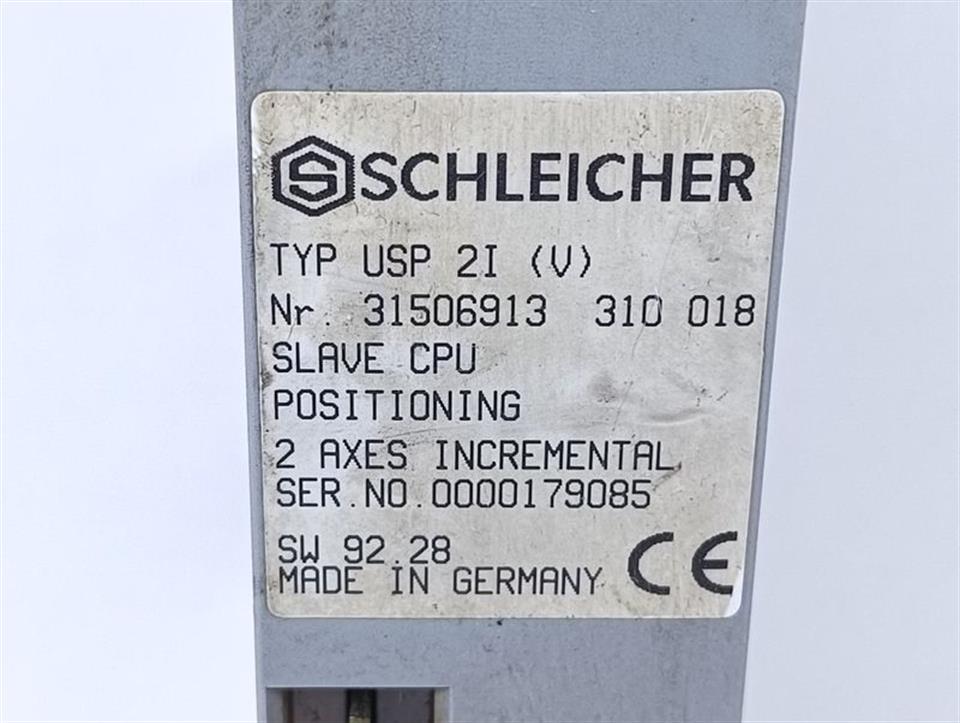 SCHLEICHER
TYP USP 2I (V)
Nr. 31506913 310 018
SLAVE CPU
POSITIONING
2 AXES INCREMENTAL
SER.NO.0000179085
SW 92.28
MADE IN GERMANY CE